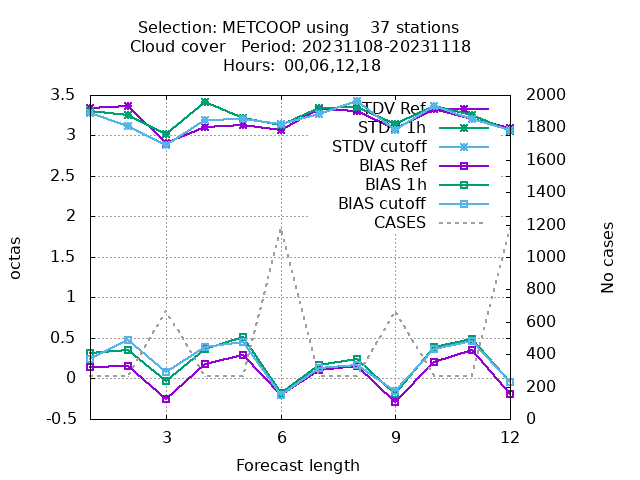 Selection: METCOOP using    37 stations
Cloud cover   Period: 20231108-20231118
Hours:  00,06,12,18
STDV Ref
STDV 1h
STDV cutoff
BIAS Ref
BIAS 1h
BIAS cutoff
CASES
3.5
3
2.5
2
1.5
1
0.5
0
-0.5
octas
2000
1800
1600
1400
1200
1000
800
600
400
200
0
No cases
3 6 9 12
Forecast length